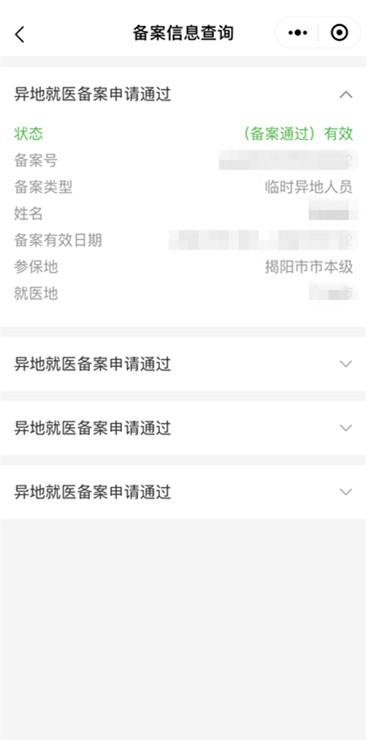 备案信息查询
异地就医备案申请通过
状态 （备案通过）有效
备案号
备案类型 临时异地人员
姓名
备案有效日期
参保地 揭阳市市本级
就医地
异地就医备案申请通过
异地就医备案申请通过
异地就医备案申请通过